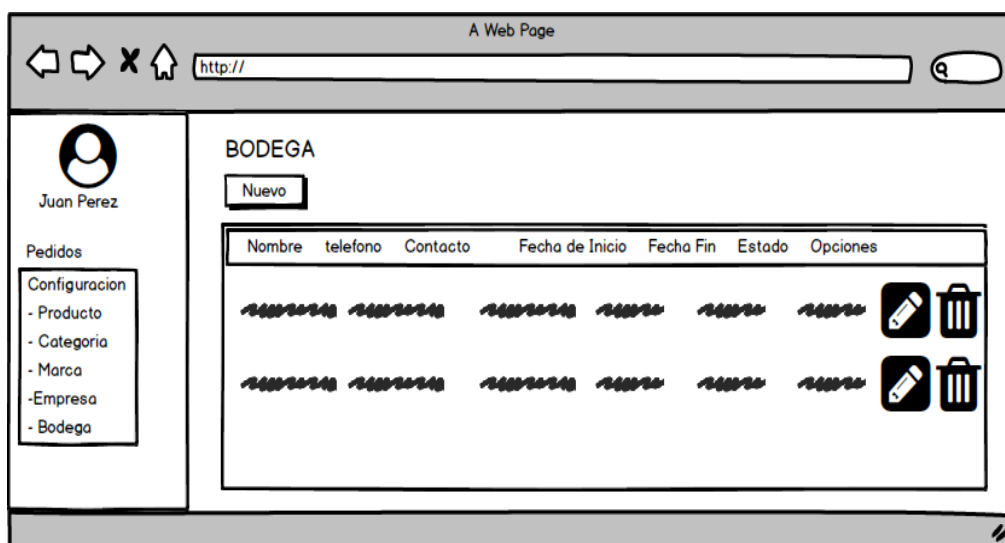 A Web Page
http://
Juan Perez
Pedidos
Configuracion
- Producto
- Categoria
- Marca
-Empresa
- Bodega
BODEGA
Nuevo
Nombre telefono Contacto Fecha de Inicio Fecha Fin Estado Opciones